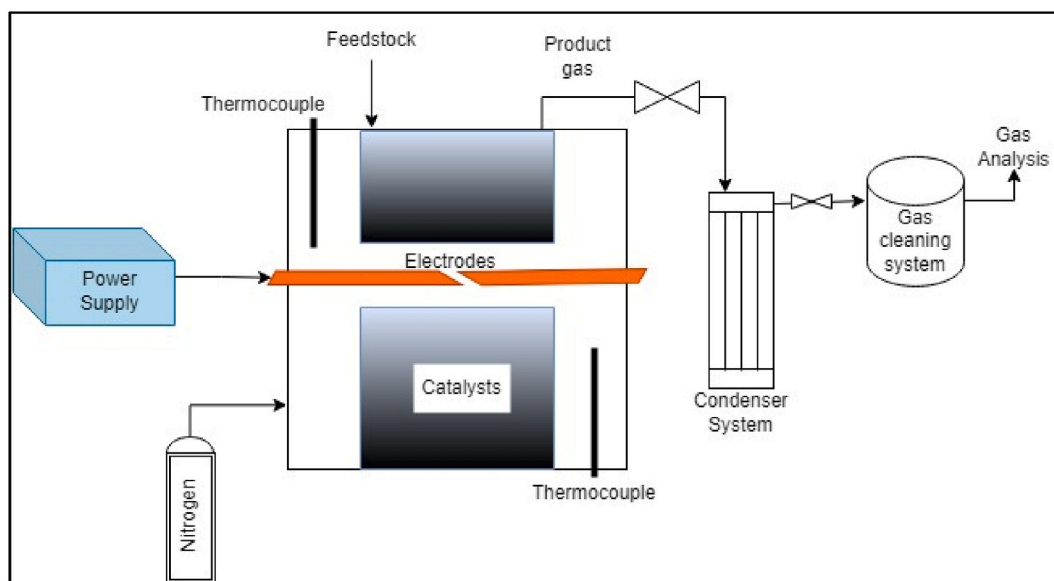 Feedstock
Product
gas
Thermocouple
Gas
Analysis
Power
Supply
Electrodes
Gas
cleaning
system
Catalysts
Condenser
System
Thermocouple
Nitrogen